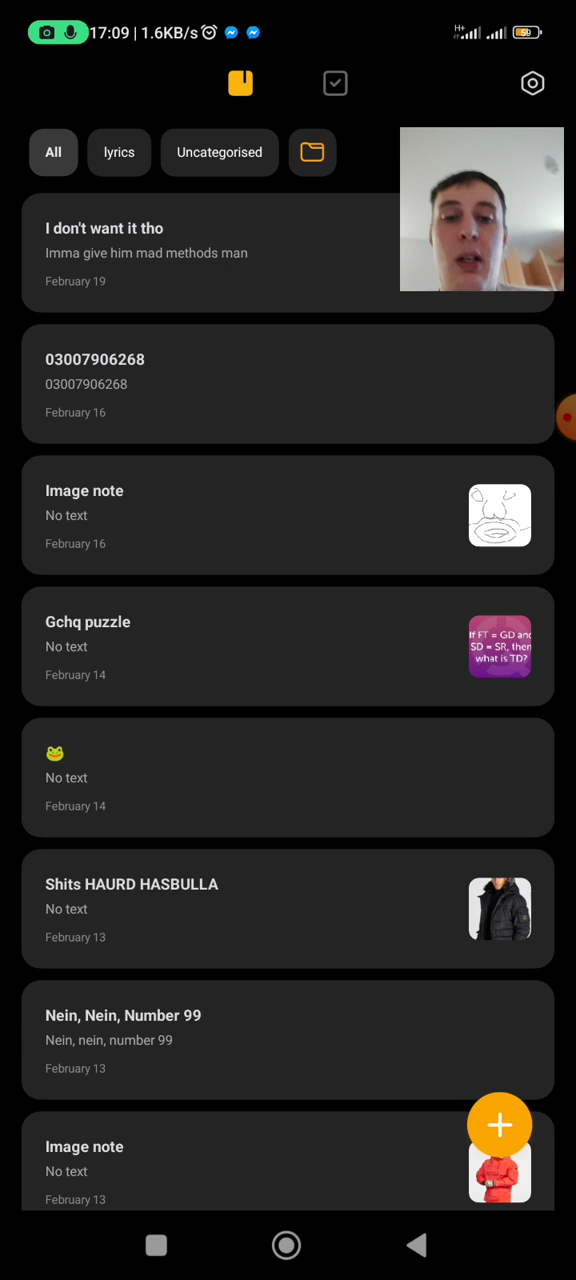 17:09 | 1.6KB/s
H+
59
All
lyrics
Uncategorised
I don't want it tho
Imma give him mad methods man
February 19
03007906268
03007906268
February 16
Image note
No text
February 16
Gchq puzzle
No text
February 14
If FT = GD and
SD = SR, then
what is TD?
🐸
No text
February 14
Shits HAURD HASBULLA
No text
February 13
Nein, Nein, Number 99
Nein, nein, number 99
February 13
Image note
No text
February 13